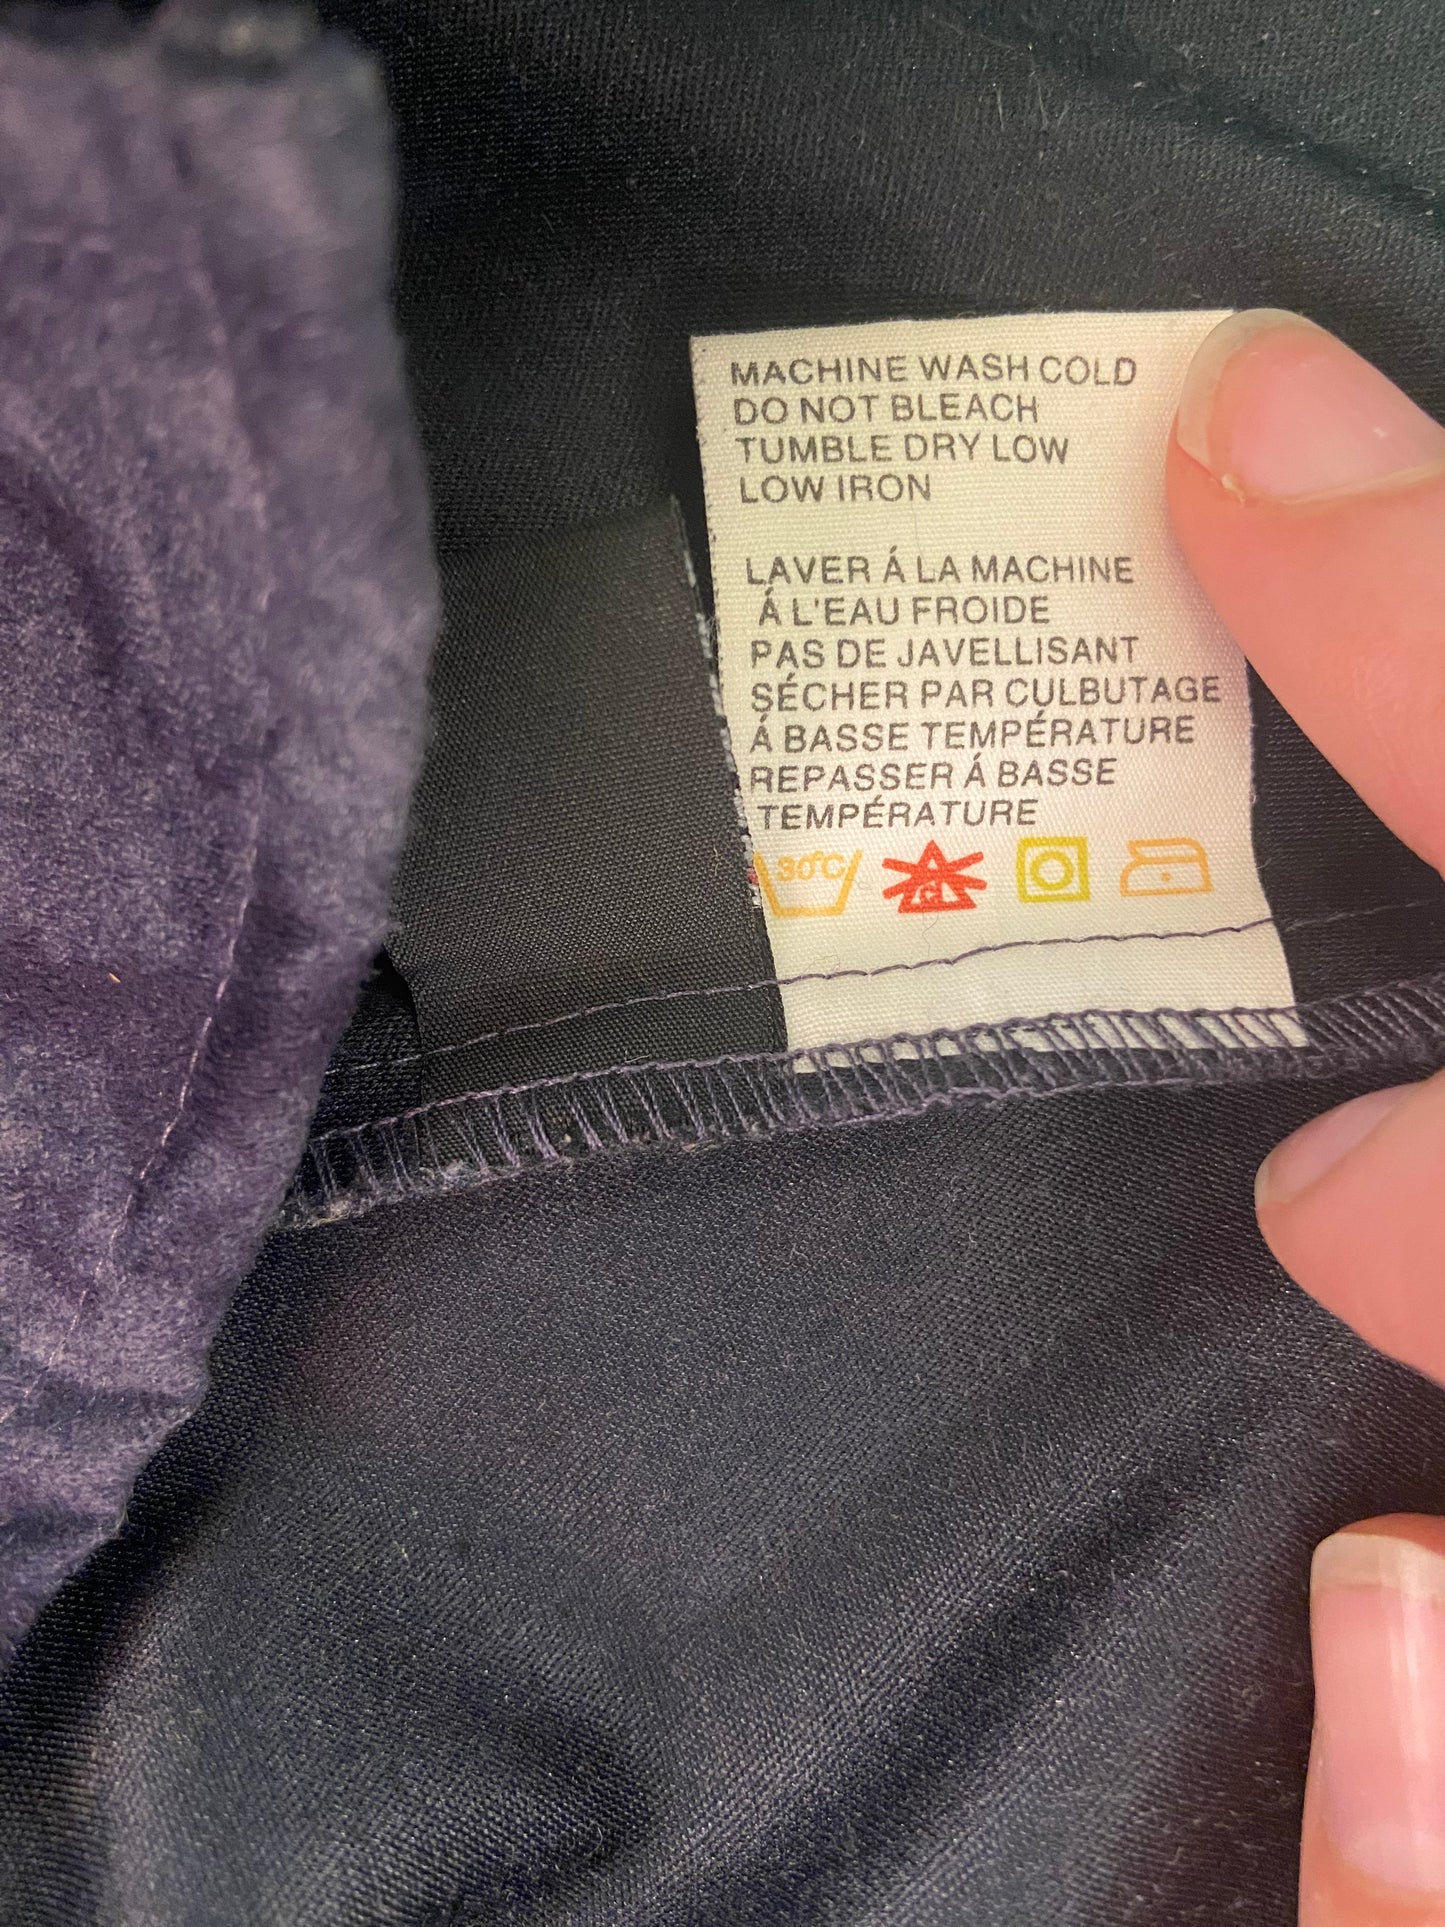 MACHINE WASH COLD
DO NOT BLEACH
TUMBLE DRY LOW
LOW IRON
LAVER Á LA MACHINE
Á L'EAU FROIDE
PAS DE JAVELLISANT
SÉCHER PAR CULBUTAGE
Á BASSE TEMPÉRATURE
REPASSER Á BASSE
TEMPÉRATURE
30°C Cl